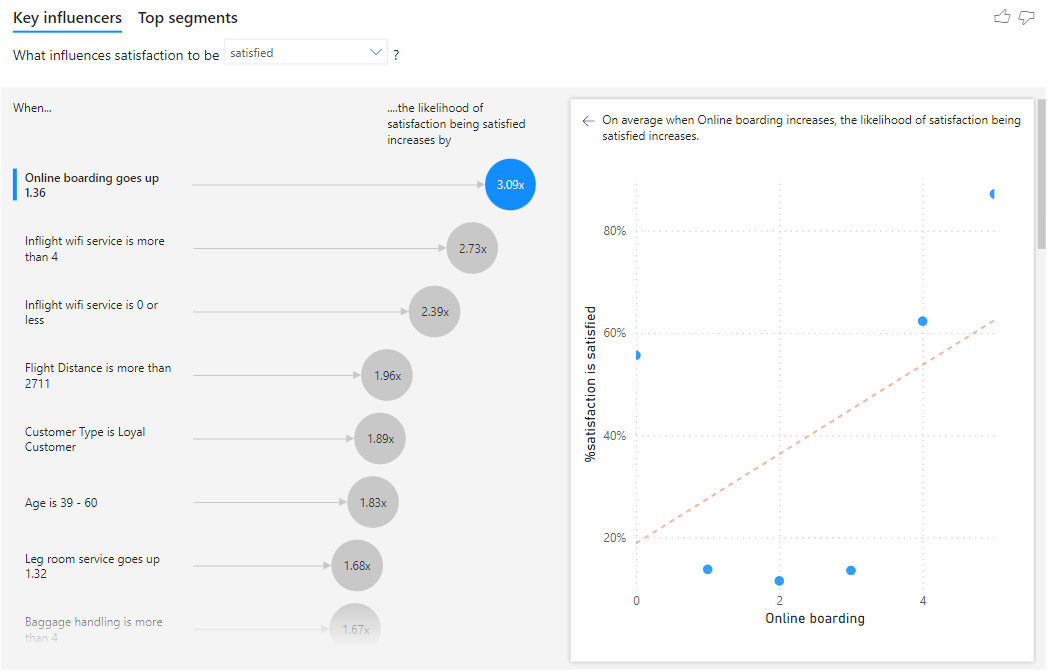 Key influencers Top segments
What influences satisfaction to be satisfied ?
When...
....the likelihood of
satisfaction being satisfied
increases by
Online boarding goes up
1.36
3.09x
Inflight wifi service is more
than 4
2.73x
Inflight wifi service is 0 or
less
2.39x
Flight Distance is more than
2711
1.96x
Customer Type is Loyal
Customer
1.89x
Age is 39 - 60
1.83x
Leg room service goes up
1.32
1.68x
Baggage handling is more
than 4
1.67x
On average when Online boarding increases, the likelihood of satisfaction being
satisfied increases.
%satisfaction is satisfied
80%
60%
40%
20%
0 2 4
Online boarding